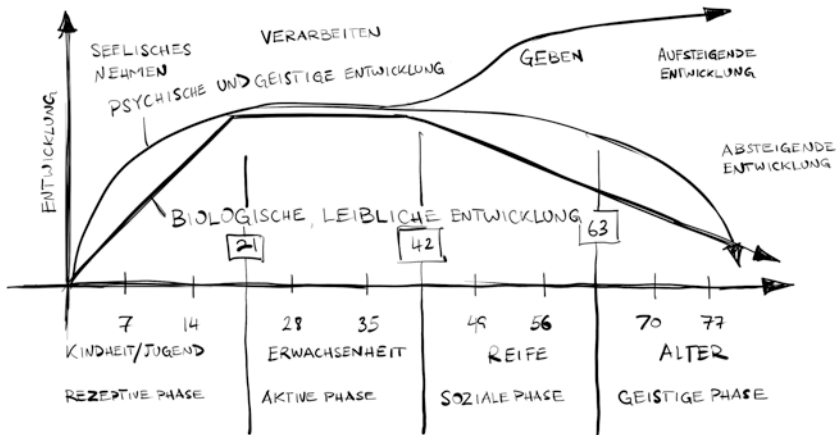 SEELISCHES
NEHMEN
VERARBEITEN
GEBEN
AUFSTEIGENDE
ENTWICKLUNG
PSYCHISCHE UND GEISTIGE ENTWICKLUNG
ENTWICKLUNG
ABSTEIGENDE
ENTWICKLUNG
BIOLOGISCHE, LEIBLICHE ENTWICKLUNG
21
42
63
7 14 28 35 49 56 70 77
KINDHEIT/JUGEND
ERWACHSENHEIT
REIFE
ALTER
REZEPTIVE PHASE
AKTIVE PHASE
SOZIALE PHASE
GEISTIGE PHASE